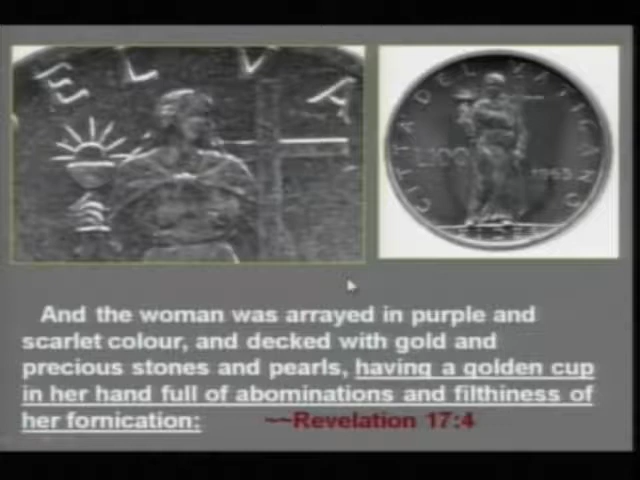 E L V A
CITTA DEL VATICANO
L.100
And the woman was arrayed in purple and
scarlet colour, and decked with gold and
precious stones and pearls, having a golden cup
in her hand full of abominations and filthiness of
her fornication: ~~Revelation 17:4